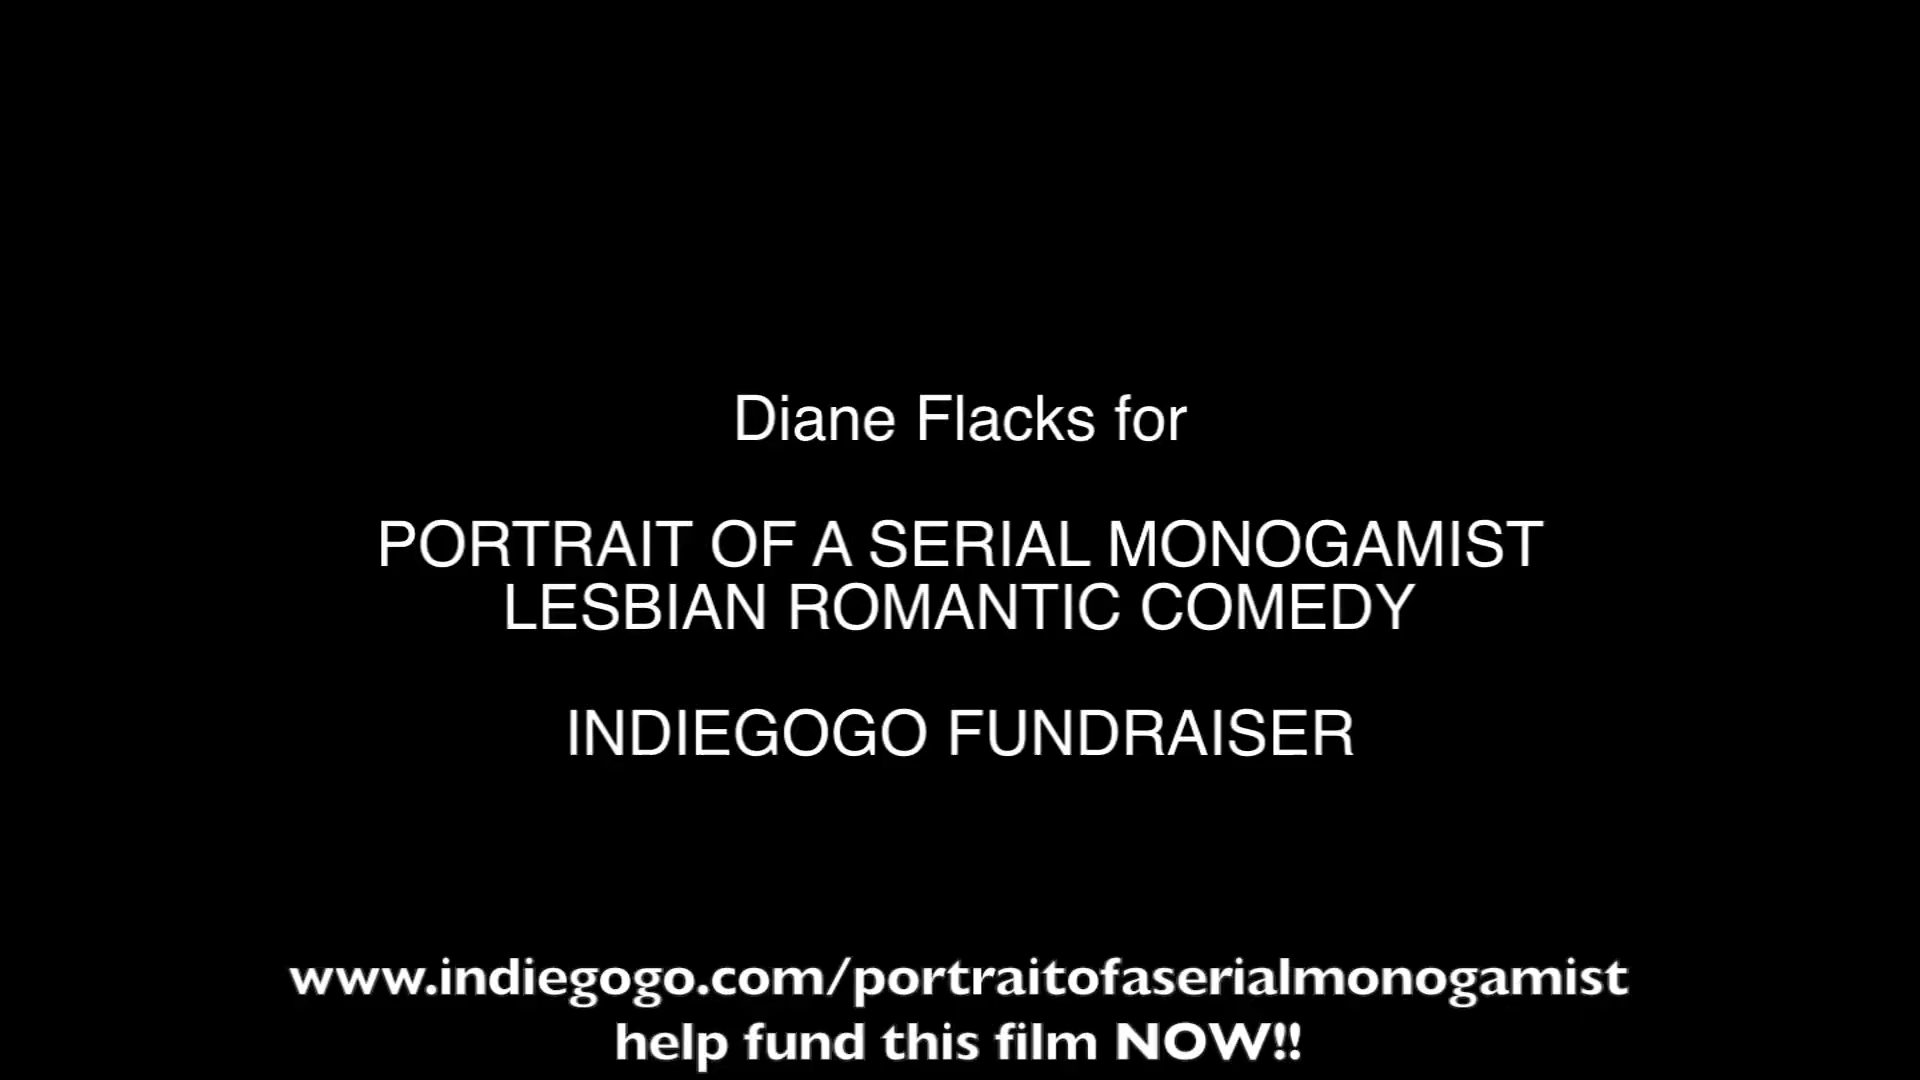 Diane Flacks for
PORTRAIT OF A SERIAL MONOGAMIST
LESBIAN ROMANTIC COMEDY
INDIEGOGO FUNDRAISER
www.indiegogo.com/portraitofaserialmonogamist
help fund this film NOW!!